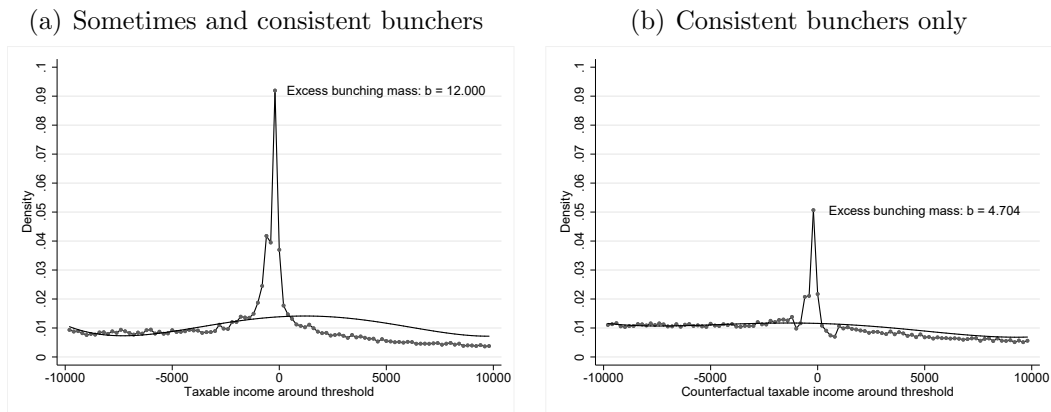 (a) Sometimes and consistent bunchers
Excess bunching mass: b = 12.000
Density
0 .01 .02 .03 .04 .05 .06 .07 .08 .09 .1
-10000 -5000 0 5000 10000
Taxable income around threshold
(b) Consistent bunchers only
Excess bunching mass: b = 4.704
Density
0 .01 .02 .03 .04 .05 .06 .07 .08 .09 .1
-10000 -5000 0 5000 10000
Counterfactual taxable income around threshold